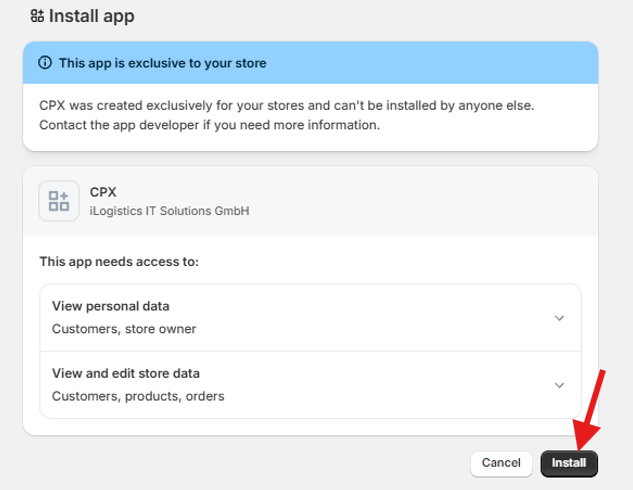 Install app
This app is exclusive to your store
CPX was created exclusively for your stores and can't be installed by anyone else.
Contact the app developer if you need more information.
CPX
iLogistics IT Solutions GmbH
This app needs access to:
View personal data
Customers, store owner
View and edit store data
Customers, products, orders
Cancel
Install